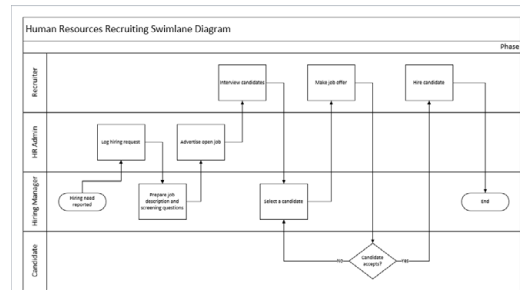 Human Resources Recruiting Swimlane Diagram
Phase
Recruiter
Interview candidates
Make job offer
Hire candidate
HR Admin
Log hiring request
Advertise open job
Hiring Manager
Hiring need
reported
Prepare job
description and
screening questions
Select a candidate
End
Candidate
No
Candidate
accepts?
Yes